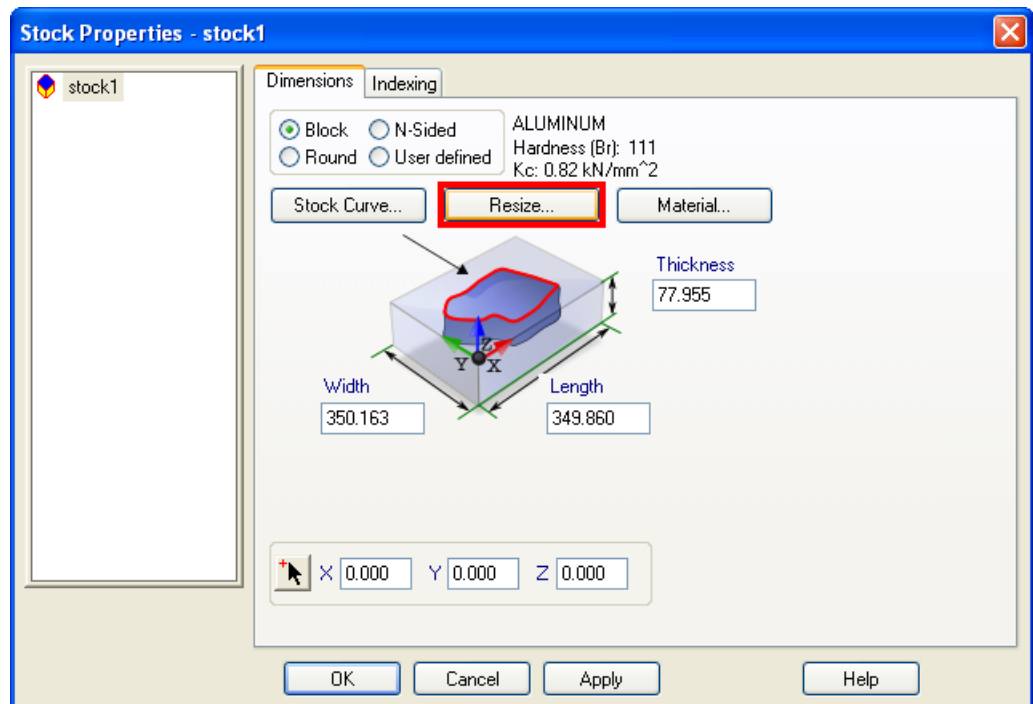 Stock Properties - stock1
stock1
Dimensions Indexing
Block N-Sided
Round User defined
ALUMINUM
Hardness (Br): 111
Kc: 0.82 kN/mm^2
Stock Curve... Resize... Material...
Thickness
77.955
Z
Y X
Width Length
350.163 349.860
X 0.000 Y 0.000 Z 0.000
OK Cancel Apply Help